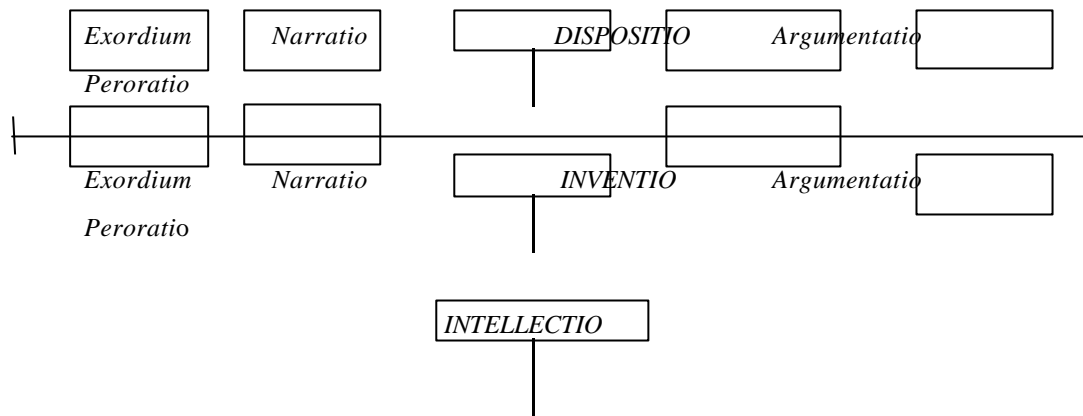 Exordium Narratio DISPOSITIO Argumentatio
Peroratio
Exordium Narratio INVENTIO Argumentatio
Peroratio
INTELLECTIO